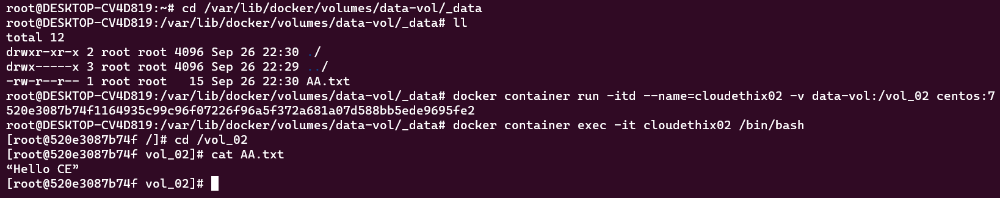 root@DESKTOP-CV4D819:~# cd /var/lib/docker/volumes/data-vol/_data
root@DESKTOP-CV4D819:/var/lib/docker/volumes/data-vol/_data# ll
total 12
drwxr-xr-x 2 root root 4096 Sep 26 22:30 ./
drwx-----x 3 root root 4096 Sep 26 22:29 ../
-rw-r--r-- 1 root root   15 Sep 26 22:30 AA.txt
root@DESKTOP-CV4D819:/var/lib/docker/volumes/data-vol/_data# docker container run -itd --name=cloudethix02 -v data-vol:/vol_02 centos:7
520e3087b74f1164935c99c96f07226f96a5f372a681a07d588bb5ede9695fe2
root@DESKTOP-CV4D819:/var/lib/docker/volumes/data-vol/_data# docker container exec -it cloudethix02 /bin/bash
[root@520e3087b74f /]# cd /vol_02
[root@520e3087b74f vol_02]# cat AA.txt
“Hello CE”
[root@520e3087b74f vol_02]#